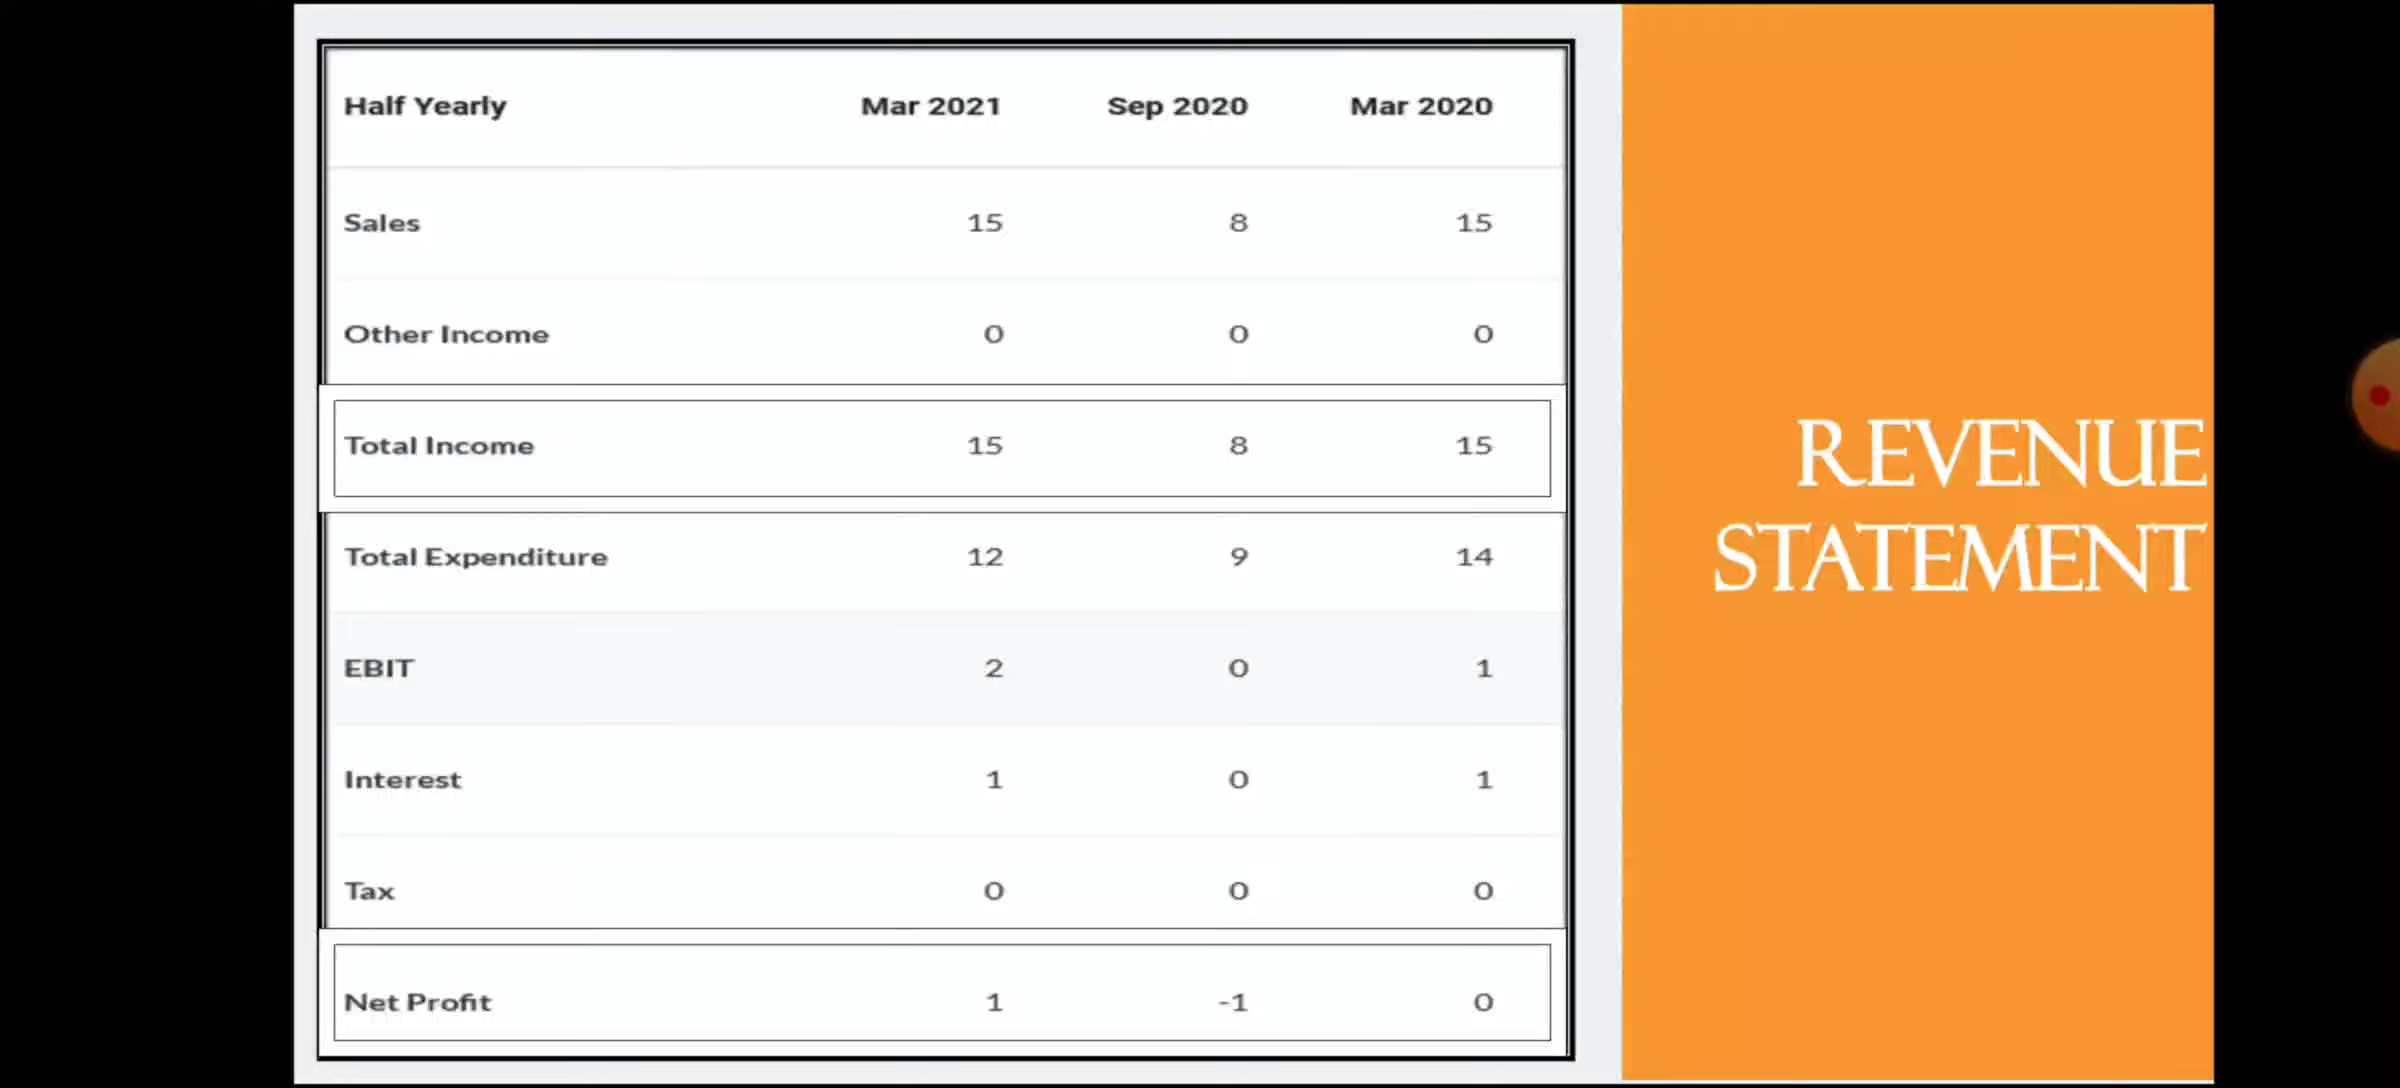 Half Yearly Mar 2021 Sep 2020 Mar 2020
Sales 15 8 15
Other Income 0 0 0
Total Income 15 8 15
Total Expenditure 12 9 14
EBIT 2 0 1
Interest 1 0 1
Tax 0 0 0
Net Profit 1 -1 0
REVENUE
STATEMENT